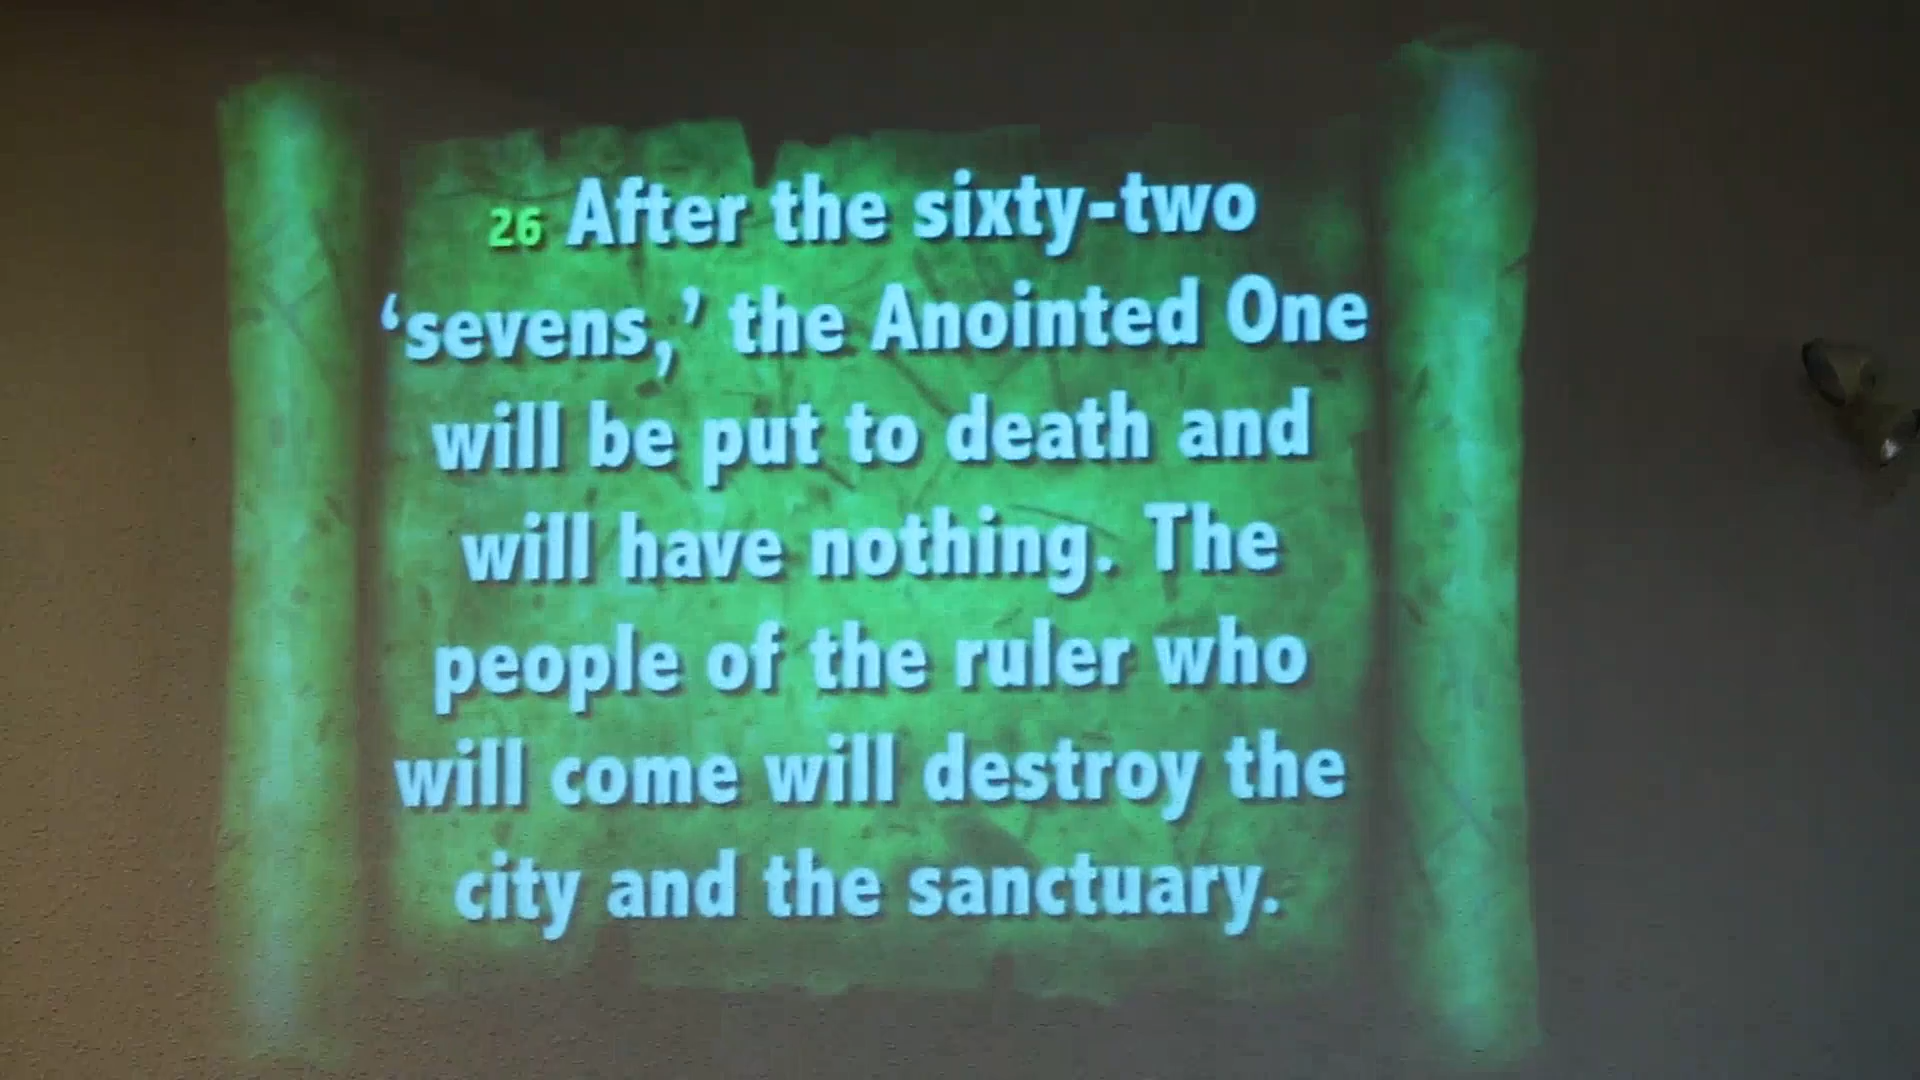 26 After the sixty-two
‘sevens,’ the Anointed One
will be put to death and
will have nothing. The
people of the ruler who
will come will destroy the
city and the sanctuary.